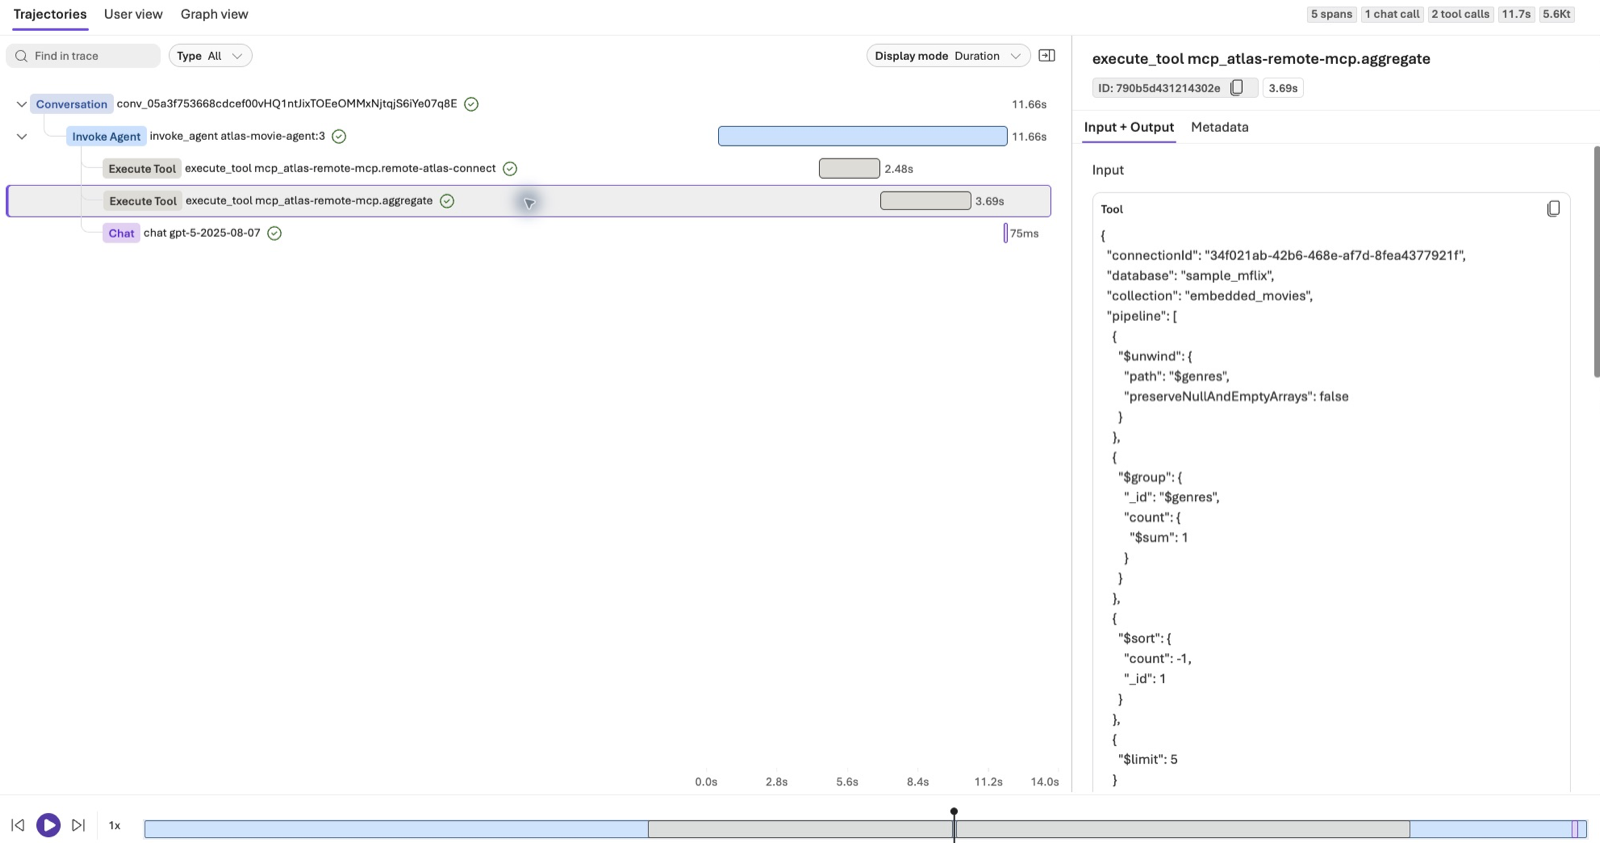 Trajectories User view Graph view
5 spans 1 chat call 2 tool calls 11.7s 5.6Kt
Find in trace Type All Display mode Duration
Conversation conv_05a3f753668cdcef00vHQ1ntJixTOEeOMMxNjtqjS6iYe07q8E 11.66s
Invoke Agent invoke_agent atlas-movie-agent:3 11.66s
Execute Tool execute_tool mcp_atlas-remote-mcp.remote-atlas-connect 2.48s
Execute Tool execute_tool mcp_atlas-remote-mcp.aggregate 3.69s
Chat chat gpt-5-2025-08-07 75ms
0.0s 2.8s 5.6s 8.4s 11.2s 14.0s
execute_tool mcp_atlas-remote-mcp.aggregate
ID: 790b5d431214302e 3.69s
Input + Output Metadata
Input
Tool
{
"connectionId": "34f021ab-42b6-468e-af7d-8fea4377921f",
"database": "sample_mflix",
"collection": "embedded_movies",
"pipeline": [
{
"$unwind": {
"path": "$genres",
"preserveNullAndEmptyArrays": false
}
},
{
"$group": {
"_id": "$genres",
"count": {
"$sum": 1
}
}
},
{
"$sort": {
"count": -1,
"_id": 1
}
},
{
"$limit": 5
}
1x